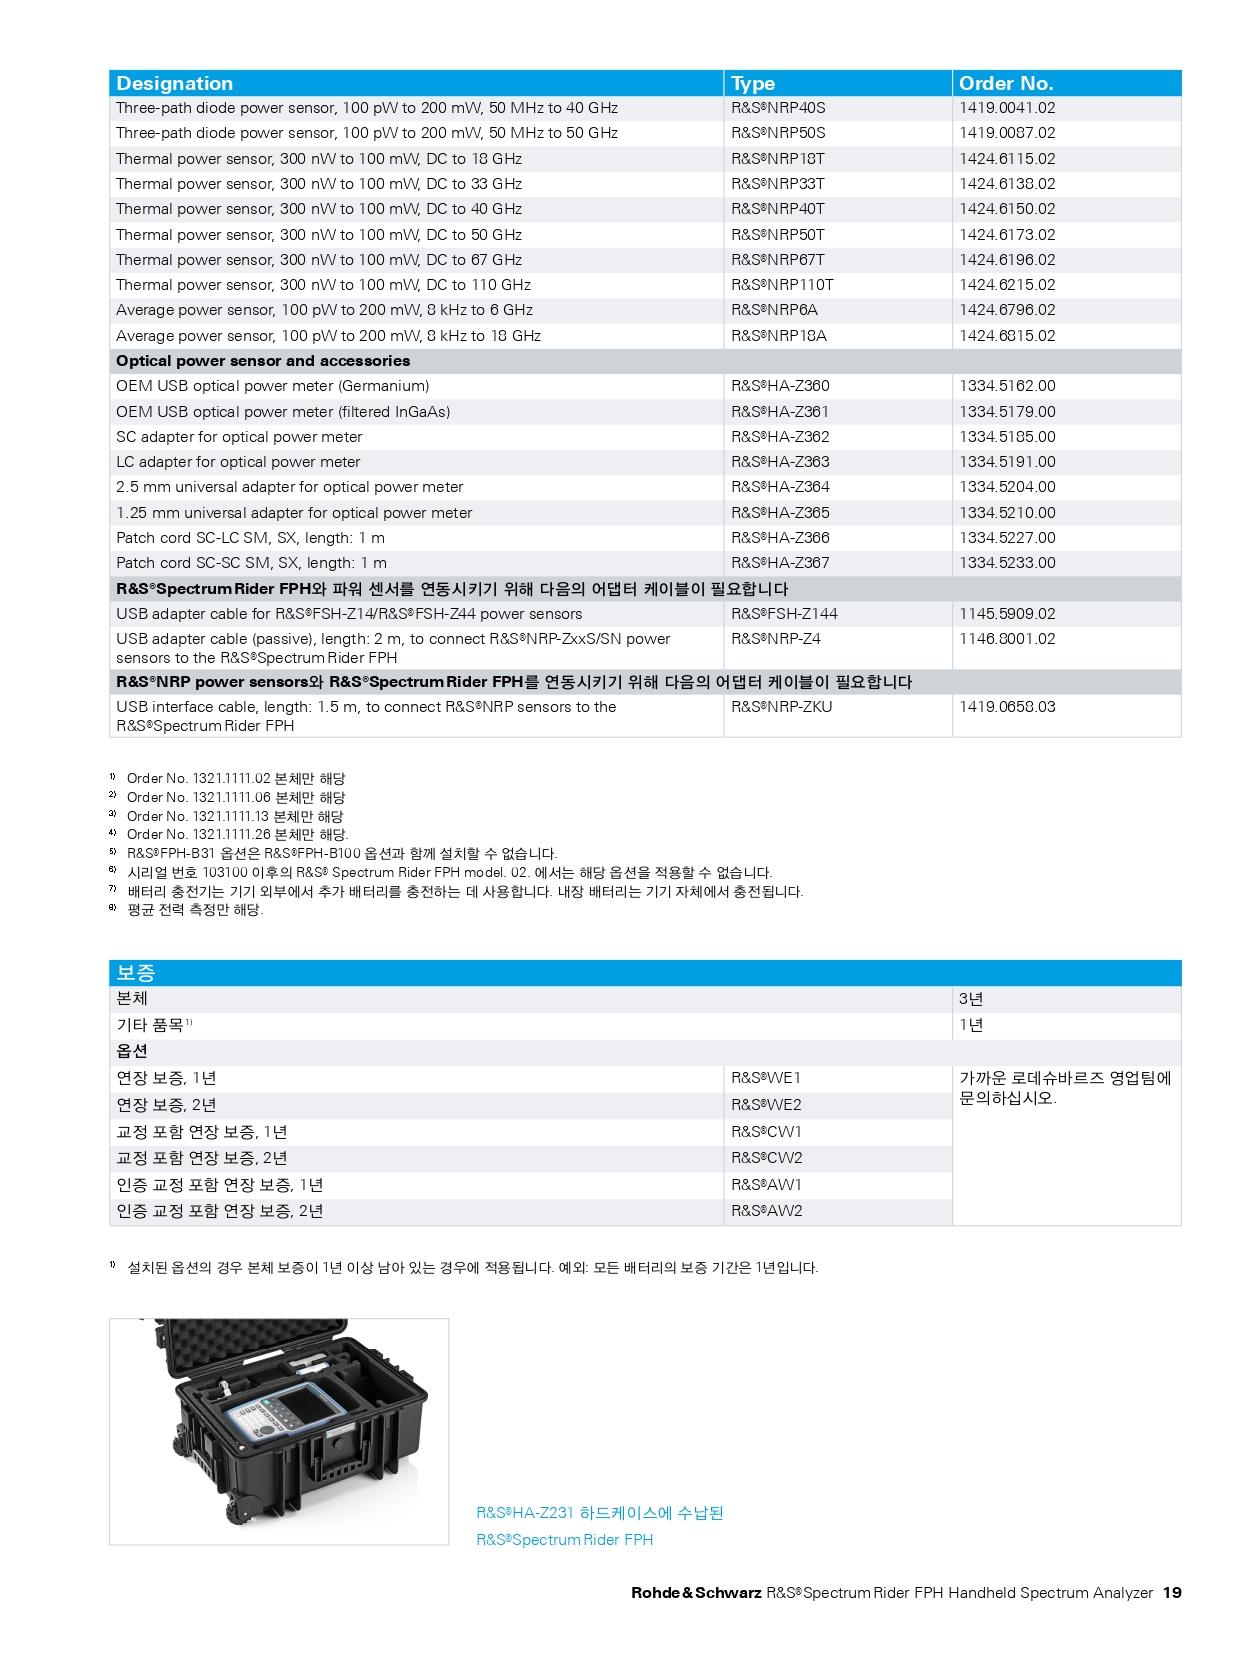 Designation Type Order No.
Three-path diode power sensor, 100 pW to 200 mW, 50 MHz to 40 GHz R&S®NRP40S 1419.0041.02
Three-path diode power sensor, 100 pW to 200 mW, 50 MHz to 50 GHz R&S®NRP50S 1419.0087.02
Thermal power sensor, 300 nW to 100 mW, DC to 18 GHz R&S®NRP18T 1424.6115.02
Thermal power sensor, 300 nW to 100 mW, DC to 33 GHz R&S®NRP33T 1424.6138.02
Thermal power sensor, 300 nW to 100 mW, DC to 40 GHz R&S®NRP40T 1424.6150.02
Thermal power sensor, 300 nW to 100 mW, DC to 50 GHz R&S®NRP50T 1424.6173.02
Thermal power sensor, 300 nW to 100 mW, DC to 67 GHz R&S®NRP67T 1424.6196.02
Thermal power sensor, 300 nW to 100 mW, DC to 110 GHz R&S®NRP110T 1424.6215.02
Average power sensor, 100 pW to 200 mW, 8 kHz to 6 GHz R&S®NRP6A 1424.6796.02
Average power sensor, 100 pW to 200 mW, 8 kHz to 18 GHz R&S®NRP18A 1424.6815.02
Optical power sensor and accessories
OEM USB optical power meter (Germanium) R&S®HA-Z360 1334.5162.00
OEM USB optical power meter (filtered InGaAs) R&S®HA-Z361 1334.5179.00
SC adapter for optical power meter R&S®HA-Z362 1334.5185.00
LC adapter for optical power meter R&S®HA-Z363 1334.5191.00
2.5 mm universal adapter for optical power meter R&S®HA-Z364 1334.5204.00
1.25 mm universal adapter for optical power meter R&S®HA-Z365 1334.5210.00
Patch cord SC-LC SM, SX, length: 1 m R&S®HA-Z366 1334.5227.00
Patch cord SC-SC SM, SX, length: 1 m R&S®HA-Z367 1334.5233.00
R&S®Spectrum Rider FPH와 파워 센서를 연동시키기 위해 다음의 어댑터 케이블이 필요합니다
USB adapter cable for R&S®FSH-Z14/R&S®FSH-Z44 power sensors R&S®FSH-Z144 1145.5909.02
USB adapter cable (passive), length: 2 m, to connect R&S®NRP-ZxxS/SN power R&S®NRP-Z4 1146.8001.02
sensors to the R&S®Spectrum Rider FPH
R&S®NRP power sensors와 R&S®Spectrum Rider FPH를 연동시키기 위해 다음의 어댑터 케이블이 필요합니다
USB interface cable, length: 1.5 m, to connect R&S®NRP sensors to the R&S®NRP-ZKU 1419.0658.03
R&S®Spectrum Rider FPH
1) Order No. 1321.1111.02 본체만 해당
2) Order No. 1321.1111.06 본체만 해당
3) Order No. 1321.1111.13 본체만 해당
4) Order No. 1321.1111.26 본체만 해당.
5) R&S®FPH-B31 옵션은 R&S®FPH-B100 옵션과 함께 설치할 수 없습니다.
6) 시리얼 번호 103100 이후의 R&S® Spectrum Rider FPH model. 02. 에서는 해당 옵션을 적용할 수 없습니다.
7) 배터리 충전기는 기기 외부에서 추가 배터리를 충전하는 데 사용합니다. 내장 배터리는 기기 자체에서 충전됩니다.
8) 평균 전력 측정만 해당.
보증
본체 3년
기타 품목1) 1년
옵션
연장 보증, 1년 R&S®WE1 가까운 로데슈바르즈 영업팀에
문의하십시오.
연장 보증, 2년 R&S®WE2
교정 포함 연장 보증, 1년 R&S®CW1
교정 포함 연장 보증, 2년 R&S®CW2
인증 교정 포함 연장 보증, 1년 R&S®AW1
인증 교정 포함 연장 보증, 2년 R&S®AW2
1) 설치된 옵션의 경우 본체 보증이 1년 이상 남아 있는 경우에 적용됩니다. 예외: 모든 배터리의 보증 기간은 1년입니다.
R&S®HA-Z231 하드케이스에 수납된
R&S®Spectrum Rider FPH
Rohde & Schwarz R&S®Spectrum Rider FPH Handheld Spectrum Analyzer 19